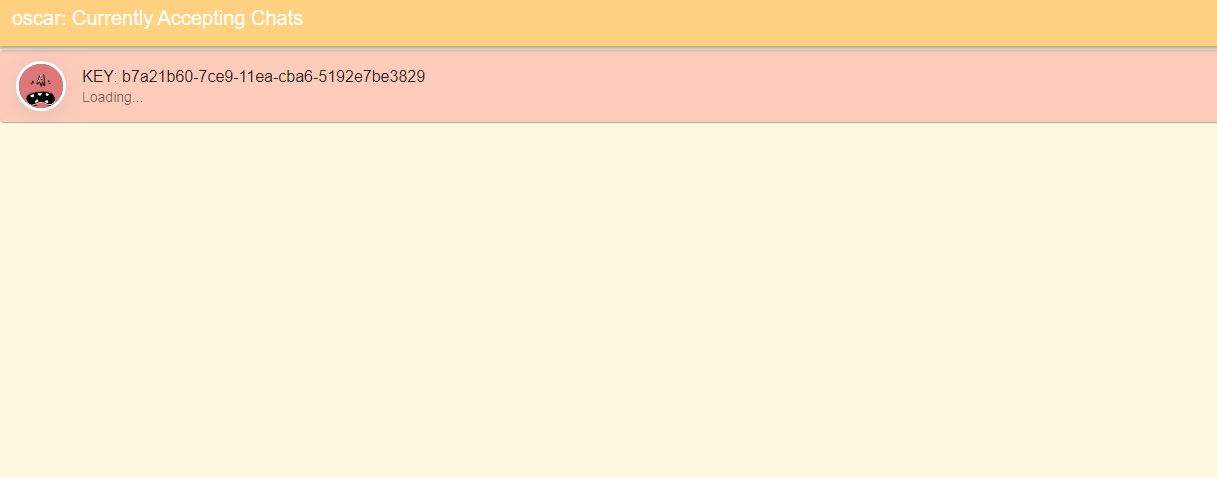 oscar: Currently Accepting Chats
KEY: b7a21b60-7ce9-11ea-cba6-5192e7be3829
Loading...